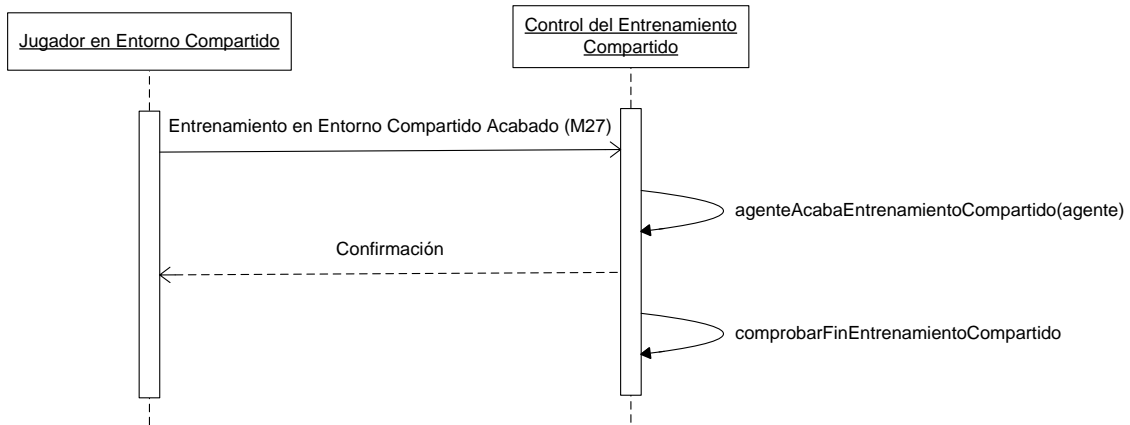 Jugador en Entorno Compartido
Control del Entrenamiento
Compartido
Entrenamiento en Entorno Compartido Acabado (M27)
agenteAcabaEntrenamientoCompartido(agente)
Confirmación
comprobarFinEntrenamientoCompartido